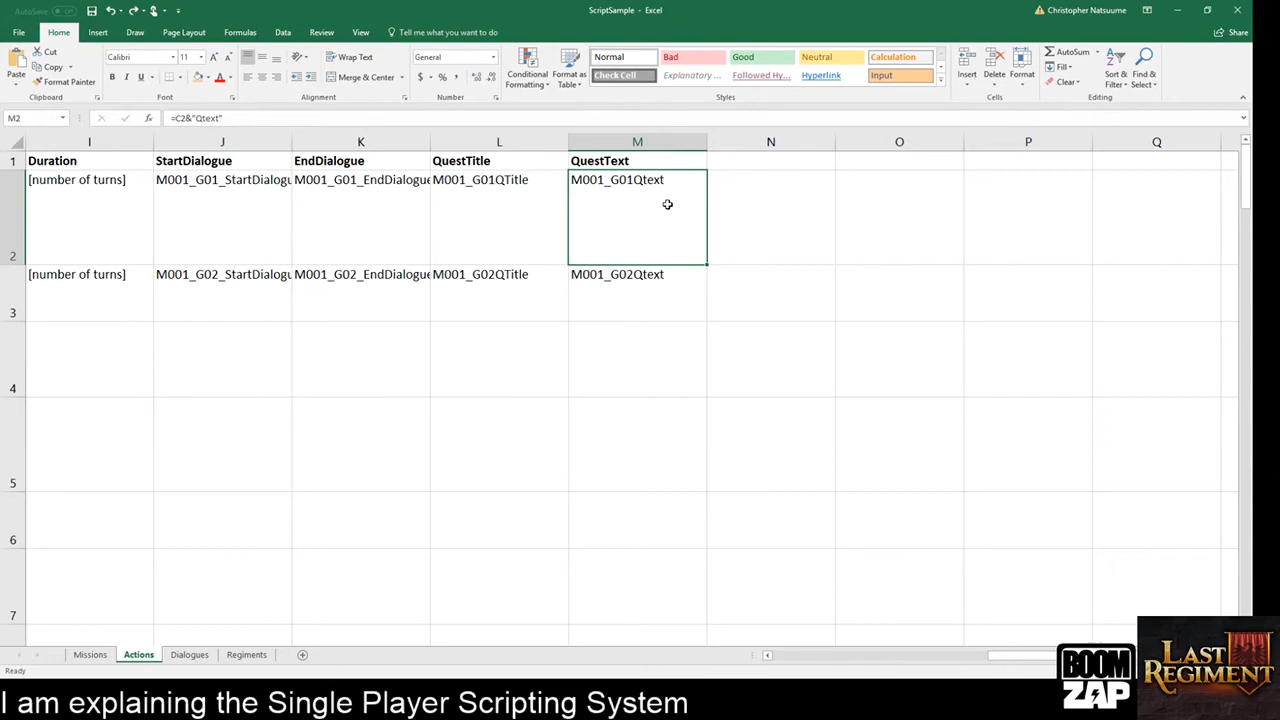 AutoSave Off
ScriptSample - Excel
Christopher Natsuume
File Home Insert Draw Page Layout Formulas Data Review View Tell me what you want to do Share
Paste
Cut
Copy
Format Painter
Clipboard
Calibri 11
B I U
Font
Wrap Text
Merge & Center
Alignment
General
$ % ,
Number
Conditional Formatting
Format as Table
Normal Bad Good Neutral Calculation
Check Cell Explanatory ... Followed Hy... Hyperlink Input
Styles
Insert Delete Format
Cells
AutoSum
Fill
Clear
Sort & Filter
Find & Select
Editing
M2 fx =C2&"Qtext"
I J K L M N O P Q
1 Duration StartDialogue EndDialogue QuestTitle QuestText
2 [number of turns] M001_G01_StartDialogu M001_G01_EndDialogue M001_G01QTitle M001_G01Qtext
3 [number of turns] M001_G02_StartDialogu M001_G02_EndDialogue M001_G02QTitle M001_G02Qtext
4
5
6
7
Missions Actions Dialogues Regiments
Ready
BOOM
ZAP
LAST
REGIMENT
I am explaining the Single Player Scripting System